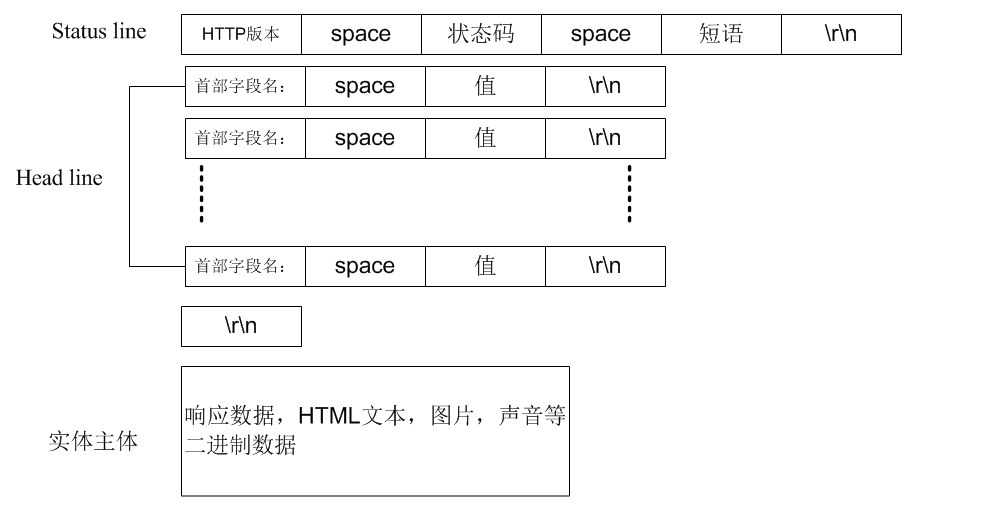 Status line HTTP版本 space 状态码 space 短语 \r\n
首部字段名： space 值 \r\n
首部字段名： space 值 \r\n
Head line
首部字段名： space 值 \r\n
\r\n
实体主体
响应数据，HTML文本，图片，声音等
二进制数据